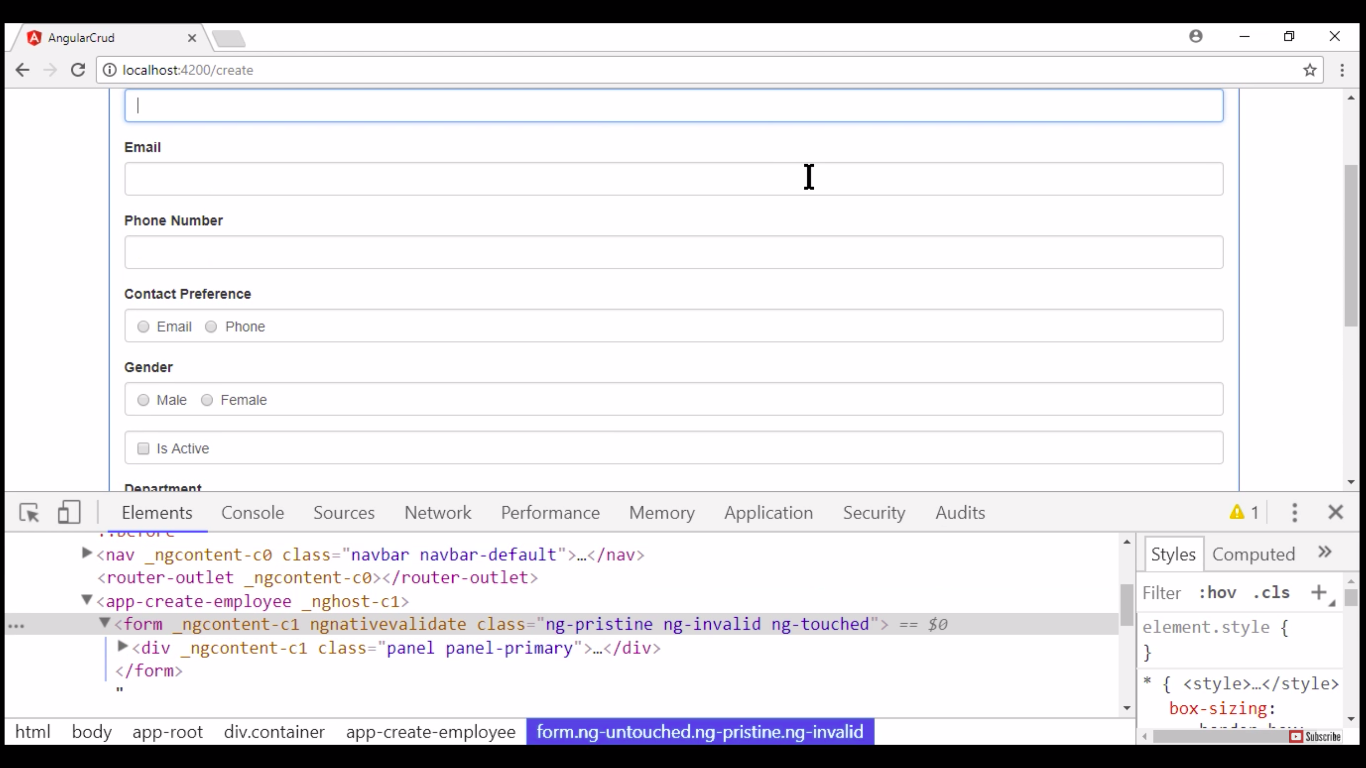 AngularCrud
localhost:4200/create
Email
Phone Number
Contact Preference
Email Phone
Gender
Male Female
Is Active
Department
Elements Console Sources Network Performance Memory Application Security Audits 1
::before
<nav _ngcontent-c0 class="navbar navbar-default">…</nav>
<router-outlet _ngcontent-c0></router-outlet>
<app-create-employee _nghost-c1>
... <form _ngcontent-c1 ngnativevalidate class="ng-pristine ng-invalid ng-touched"> == $0
<div _ngcontent-c1 class="panel panel-primary">…</div>
</form>
"
html body app-root div.container app-create-employee form.ng-untouched.ng-pristine.ng-invalid
Styles Computed »
Filter :hov .cls +
element.style {
}
* { <style>…</style>
box-sizing:
border-box;
Subscribe